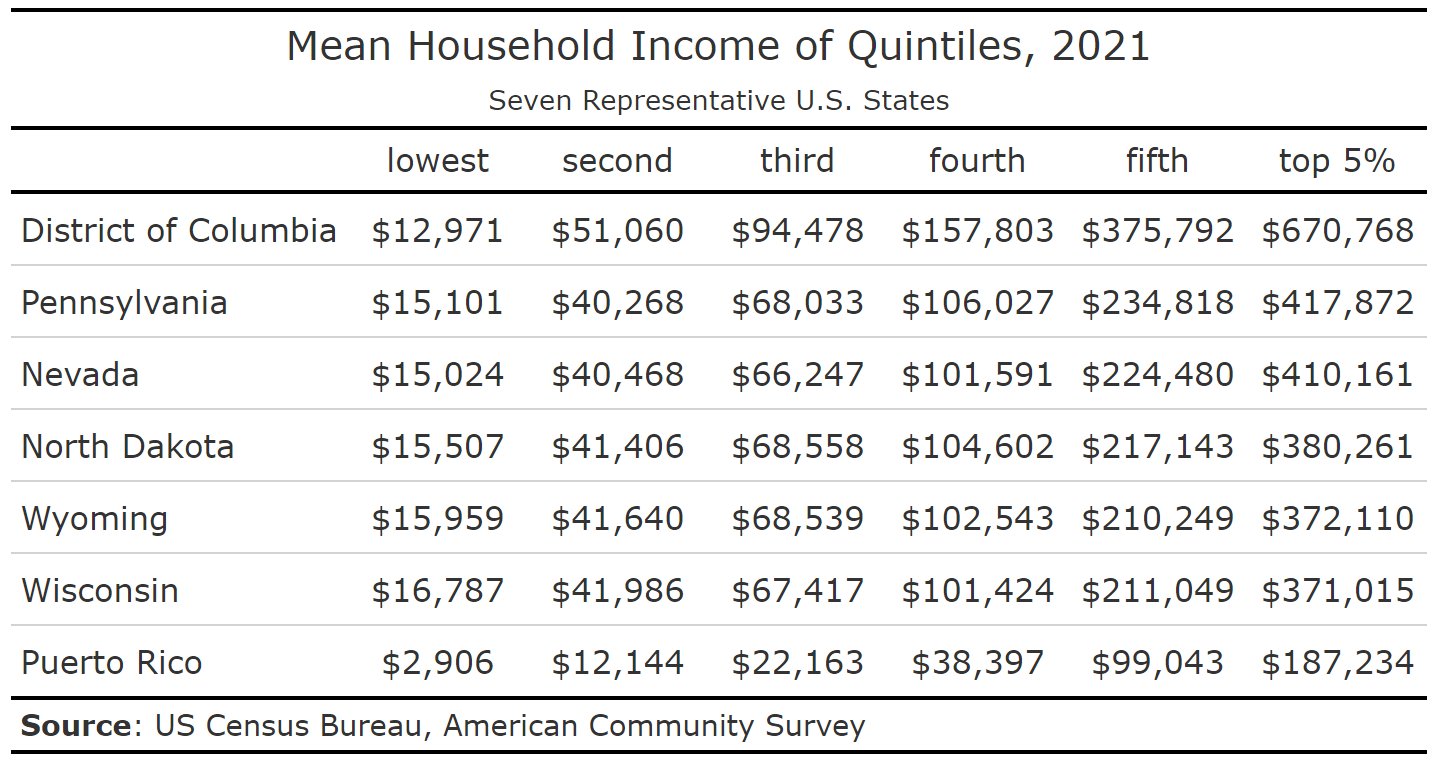 Mean Household Income of Quintiles, 2021
Seven Representative U.S. States
lowest second third fourth fifth top 5%
District of Columbia $12,971 $51,060 $94,478 $157,803 $375,792 $670,768
Pennsylvania $15,101 $40,268 $68,033 $106,027 $234,818 $417,872
Nevada $15,024 $40,468 $66,247 $101,591 $224,480 $410,161
North Dakota $15,507 $41,406 $68,558 $104,602 $217,143 $380,261
Wyoming $15,959 $41,640 $68,539 $102,543 $210,249 $372,110
Wisconsin $16,787 $41,986 $67,417 $101,424 $211,049 $371,015
Puerto Rico $2,906 $12,144 $22,163 $38,397 $99,043 $187,234
Source: US Census Bureau, American Community Survey